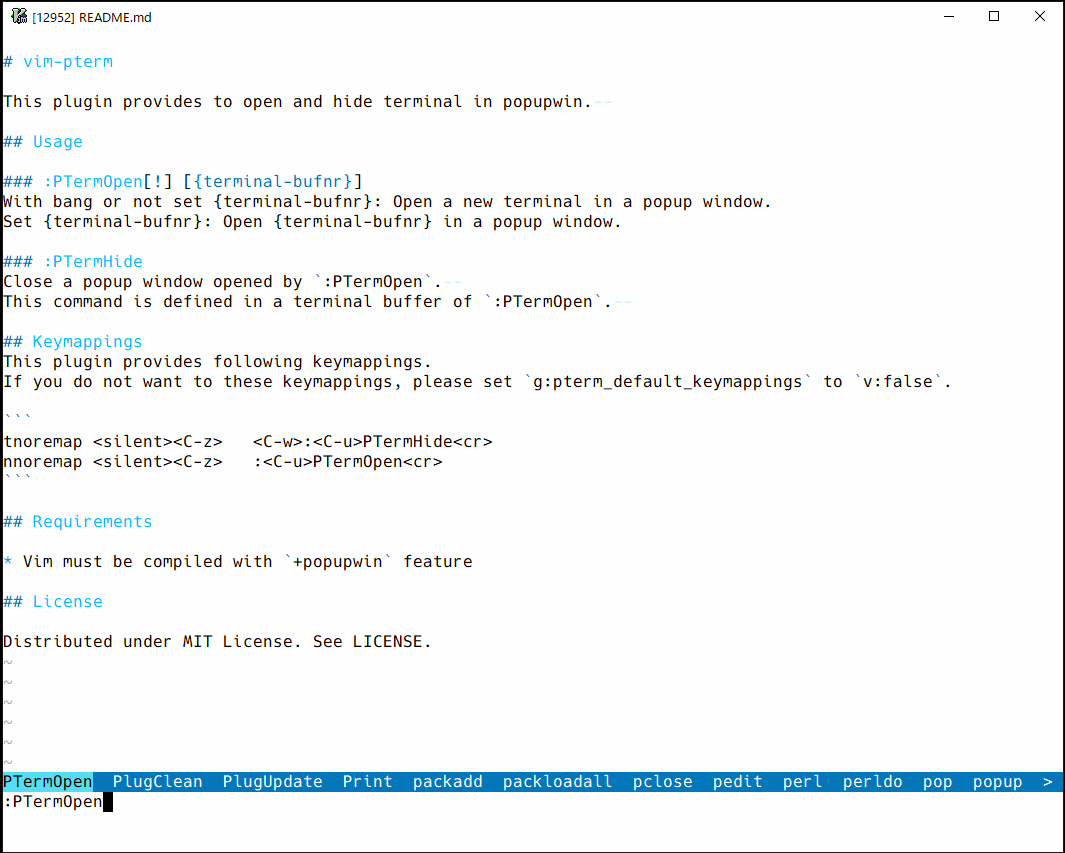 [12952] README.md
# vim-pterm
This plugin provides to open and hide terminal in popupwin.--
## Usage
### :PTermOpen[!] [{terminal-bufnr}]
With bang or not set {terminal-bufnr}: Open a new terminal in a popup window.
Set {terminal-bufnr}: Open {terminal-bufnr} in a popup window.
### :PTermHide
Close a popup window opened by `:PTermOpen`.--
This command is defined in a terminal buffer of `:PTermOpen`.--
## Keymappings
This plugin provides following keymappings.
If you do not want to these keymappings, please set `g:pterm_default_keymappings` to `v:false`.
```
tnoremap <silent><C-z>   <C-w>:<C-u>PTermHide<cr>
nnoremap <silent><C-z>   :<C-u>PTermOpen<cr>
```
## Requirements
* Vim must be compiled with `+popupwin` feature
## License
Distributed under MIT License. See LICENSE.
~
~
~
~
~
~
PTermOpen  PlugClean  PlugUpdate  Print  packadd  packloadall  pclose  pedit  perl  perldo  pop  popup  >
:PTermOpen